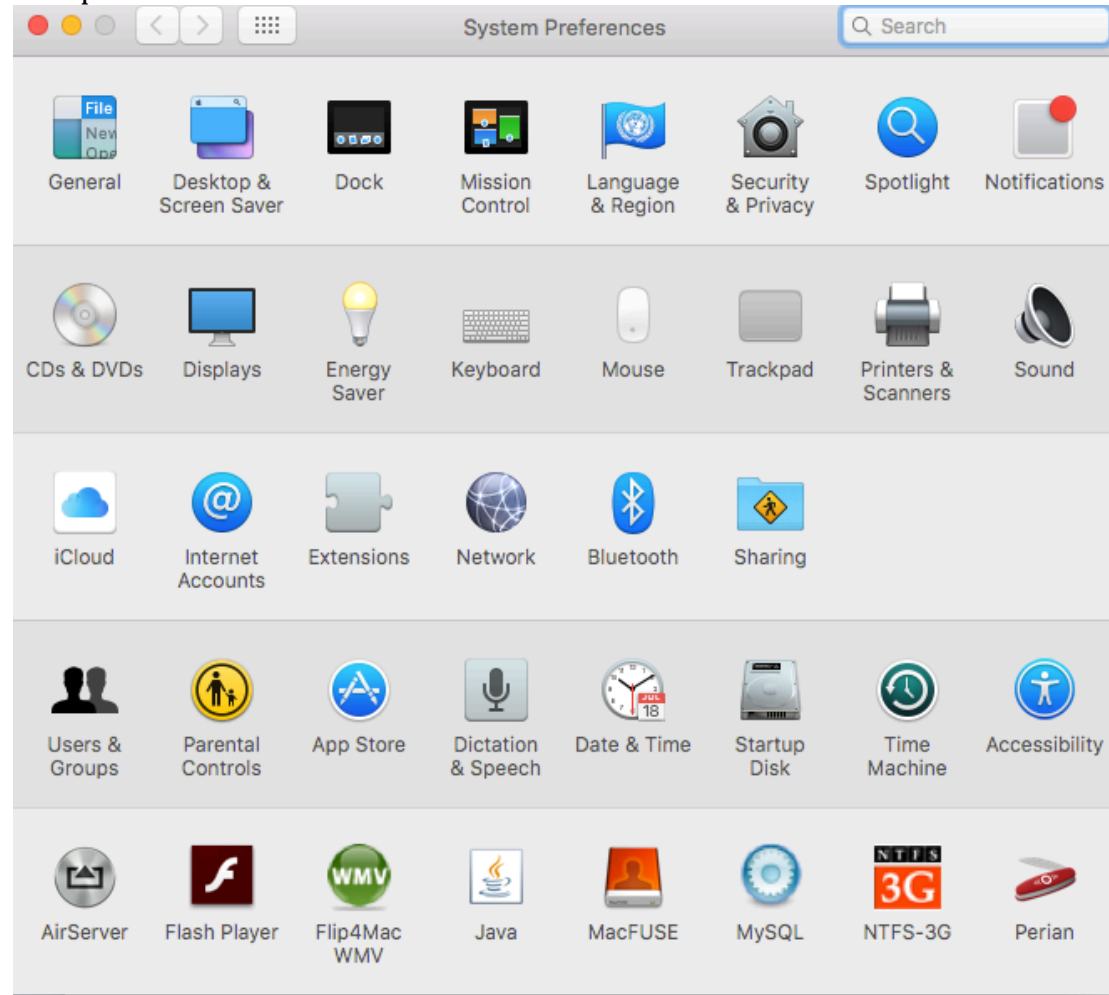 System Preferences
Search
File
New
Ope
General
Desktop &
Screen Saver
Dock
Mission
Control
Language
& Region
Security
& Privacy
Spotlight
Notifications
CDs & DVDs
Displays
Energy
Saver
Keyboard
Mouse
Trackpad
Printers &
Scanners
Sound
iCloud
@
Internet
Accounts
Extensions
Network
Bluetooth
Sharing
Users &
Groups
Parental
Controls
App Store
Dictation
& Speech
JUL
18
Date & Time
Startup
Disk
Time
Machine
Accessibility
AirServer
Flash Player
WMV
Flip4Mac
WMV
Java
MacFUSE
MySQL
NTFS
3G
NTFS-3G
Perian